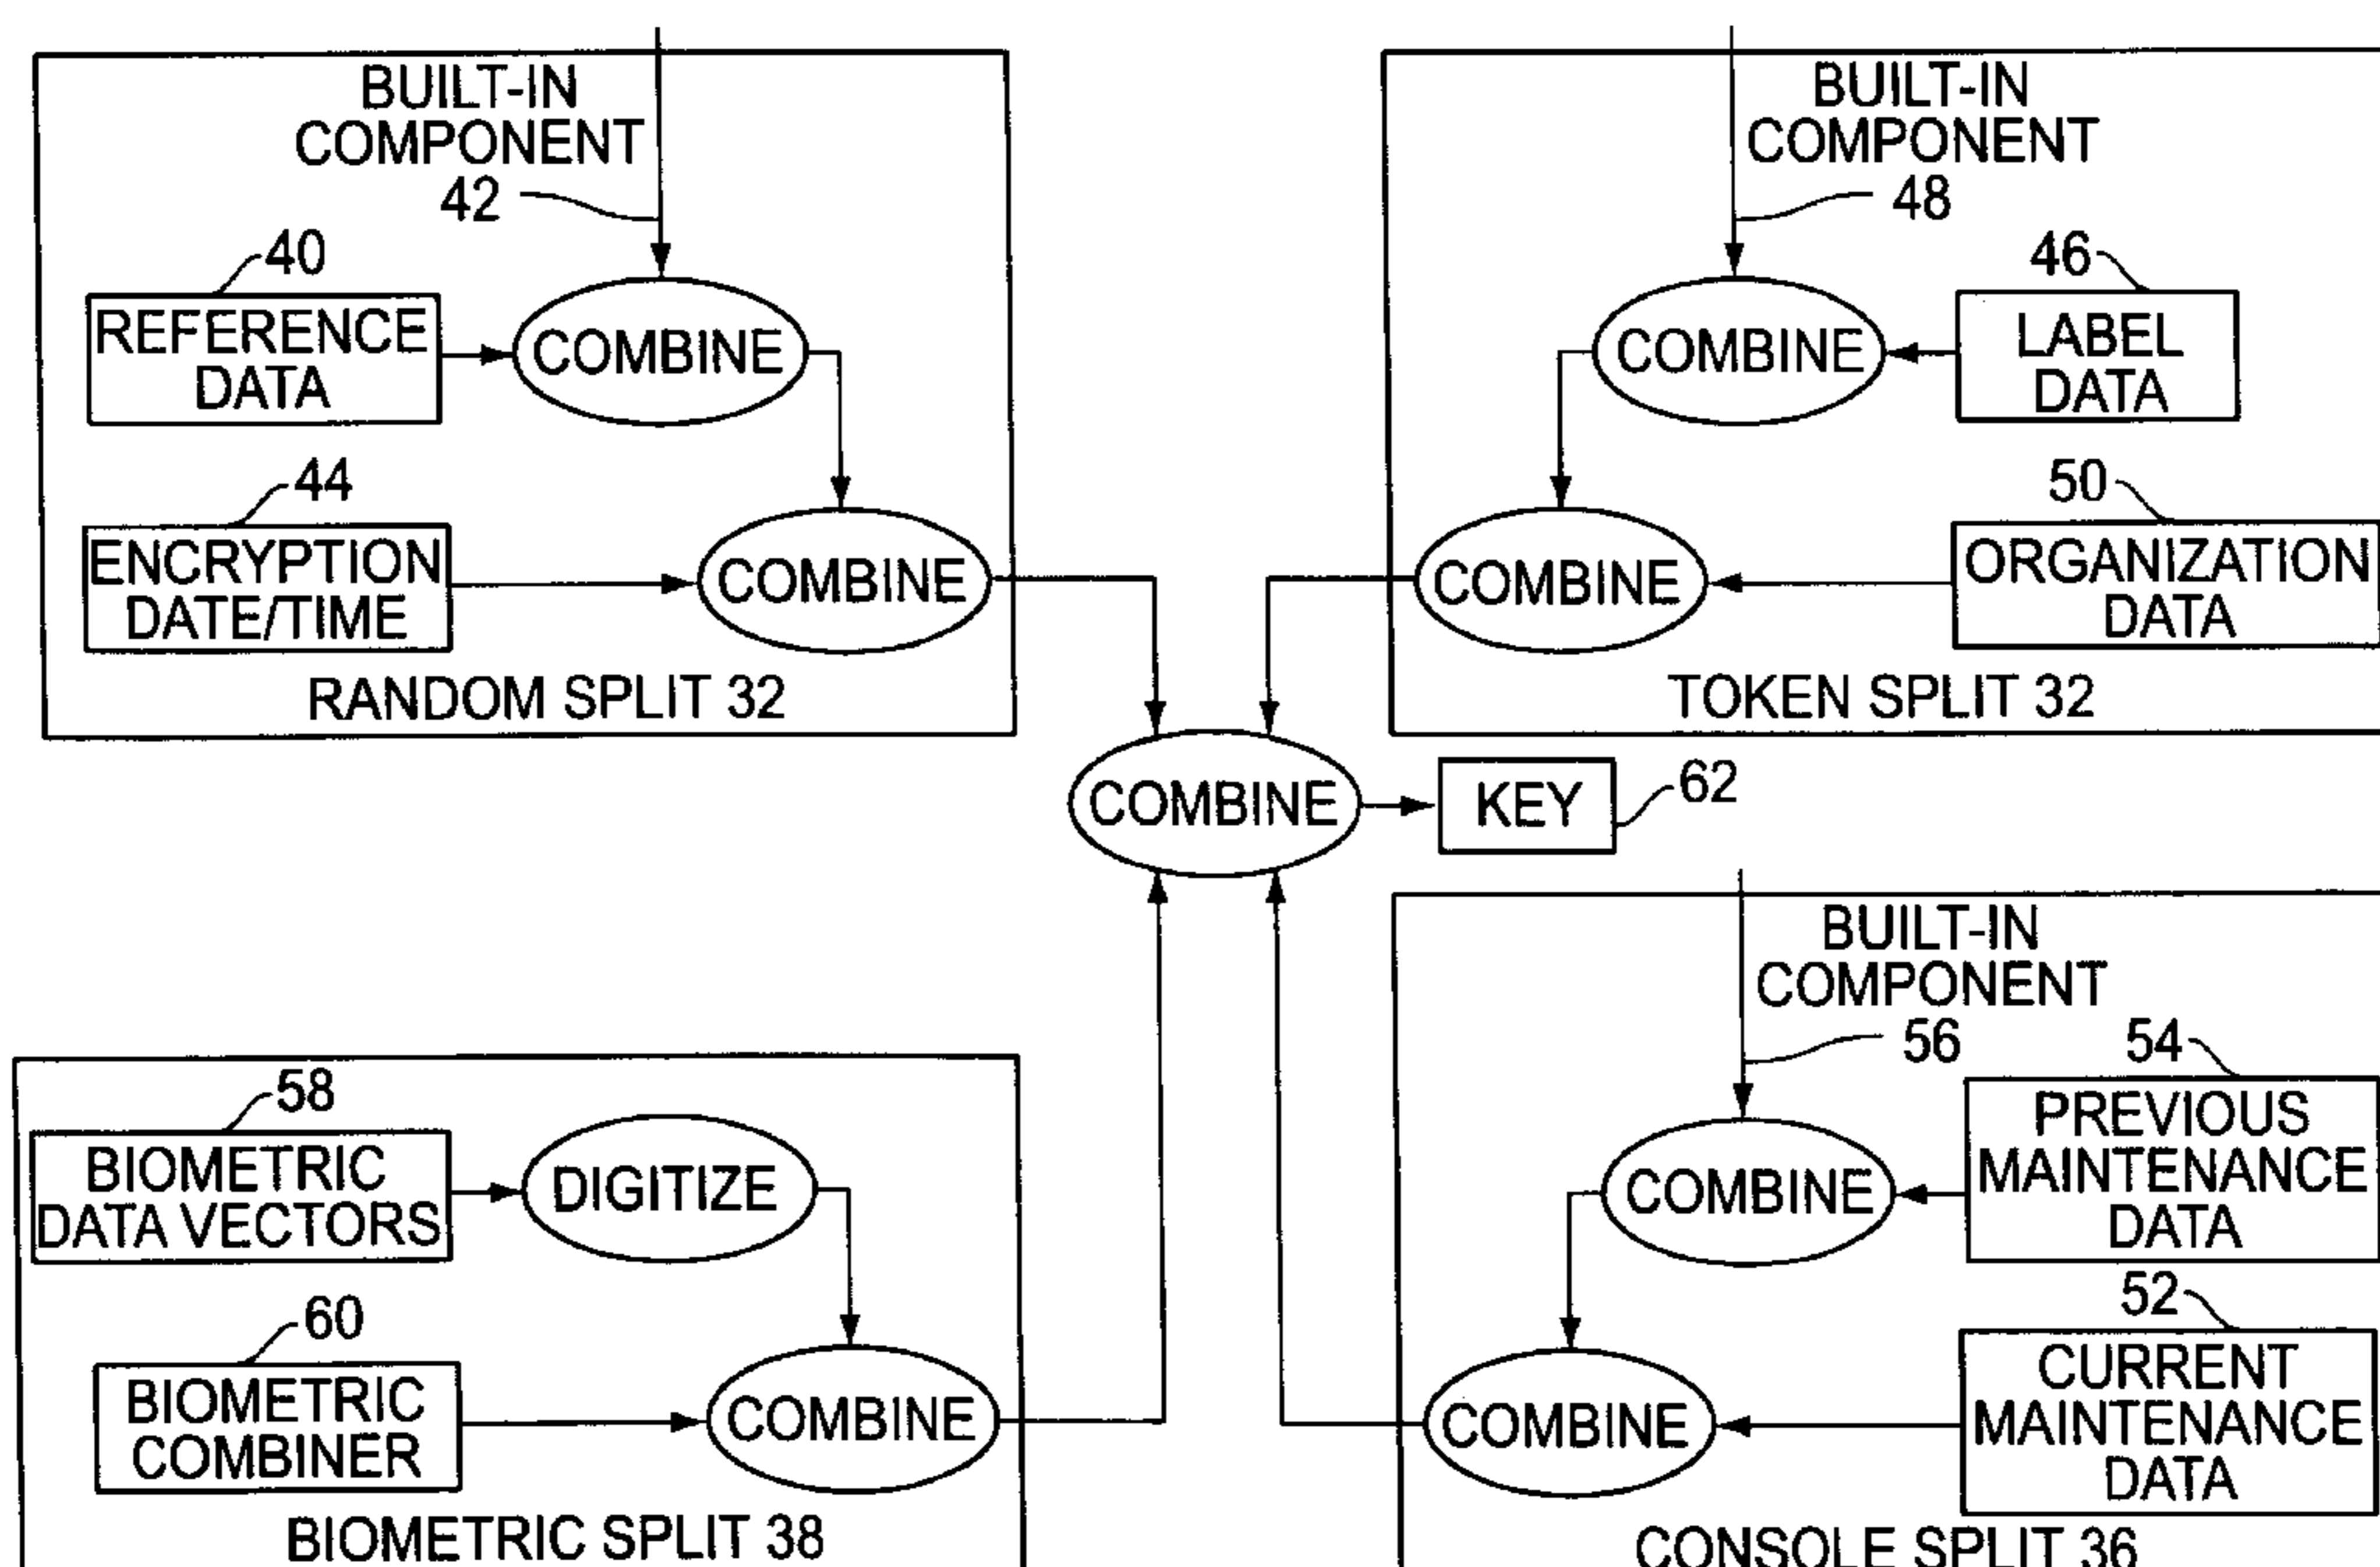 BUILT-IN
COMPONENT
42
40
REFERENCE
DATA
COMBINE
44
ENCRYPTION
DATE/TIME
COMBINE
RANDOM SPLIT 32
BUILT-IN
COMPONENT
48
46
COMBINE
LABEL
DATA
50
COMBINE
ORGANIZATION
DATA
TOKEN SPLIT 32
COMBINE
KEY
62
58
BIOMETRIC
DATA VECTORS
DIGITIZE
60
BIOMETRIC
COMBINER
COMBINE
BIOMETRIC SPLIT 38
BUILT-IN
COMPONENT
56
54
COMBINE
PREVIOUS
MAINTENANCE
DATA
52
COMBINE
CURRENT
MAINTENANCE
DATA
CONSOLE SPLIT 36